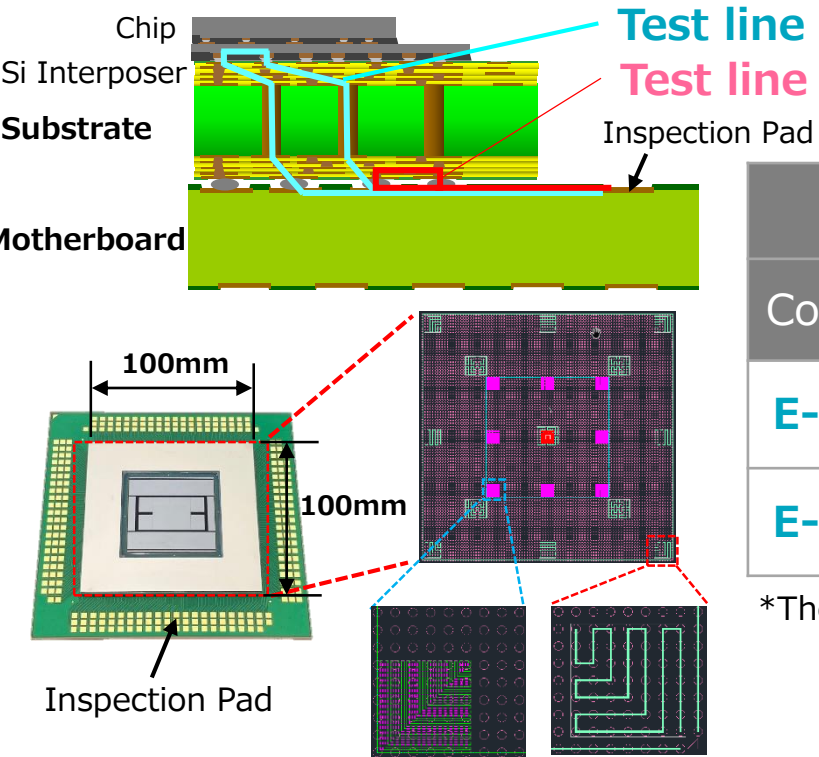 Chip
Test line
Si Interposer
Test line
Substrate
Inspection Pad
Motherboard
Co
100mm
E-
100mm
E-
*Th
Inspection Pad